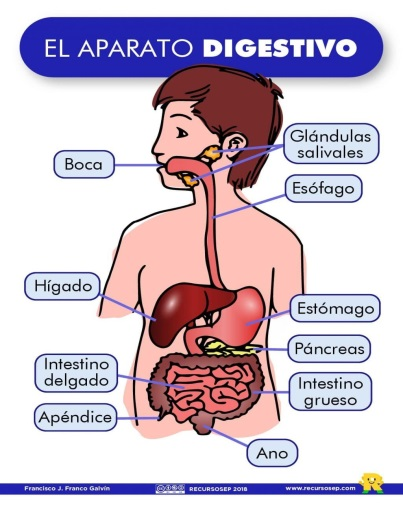 EL APARATO DIGESTIVO
Glándulas
salivales
Boca
Esófago
Hígado
Estómago
Páncreas
Intestino
delgado
Intestino
grueso
Apéndice
Ano
Francisco J. Franco Galvín
RECURSOSEP 2018
www.recursosep.com